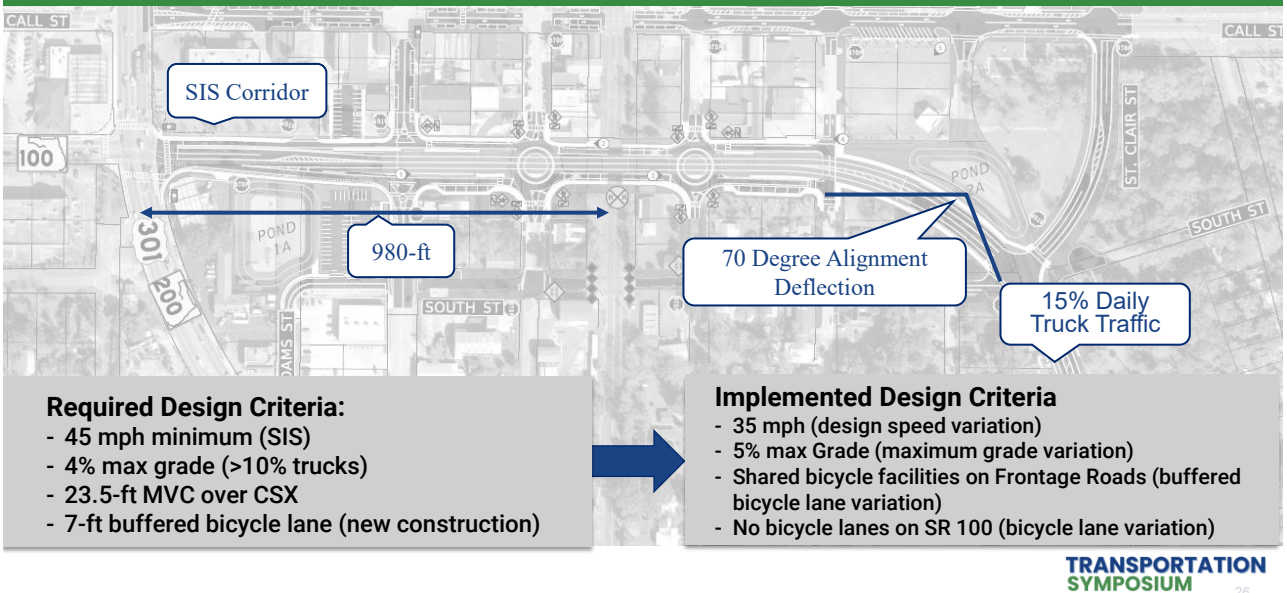 CALL ST
CALL ST
SIS Corridor
STOP
100
ST. CLAIR ST
POND
2A
POND
1A
301
200
980-ft
70 Degree Alignment
Deflection
SOUTH ST
SOUTH ST
ADAMS ST
15% Daily
Truck Traffic
Required Design Criteria:
- 45 mph minimum (SIS)
- 4% max grade (>10% trucks)
- 23.5-ft MVC over CSX
- 7-ft buffered bicycle lane (new construction)
Implemented Design Criteria
- 35 mph (design speed variation)
- 5% max Grade (maximum grade variation)
- Shared bicycle facilities on Frontage Roads (buffered
bicycle lane variation)
- No bicycle lanes on SR 100 (bicycle lane variation)
TRANSPORTATION
SYMPOSIUM
26